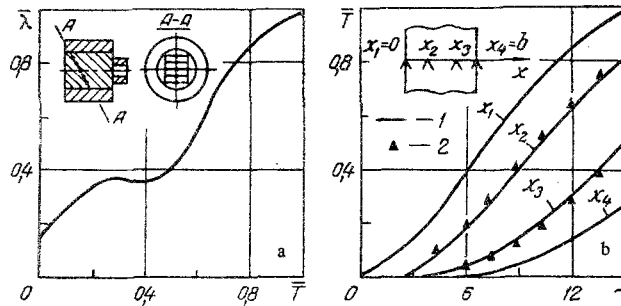 λ̅
A
A-A
A
0,8
0,4
0
0,4
0,8
T̅
a
T̅
x₁=0
x₂
x₃
x₄=b
x
0,8
— 1
▲ — 2
0,4
x₁
x₂
x₃
x₄
0
6
12
b